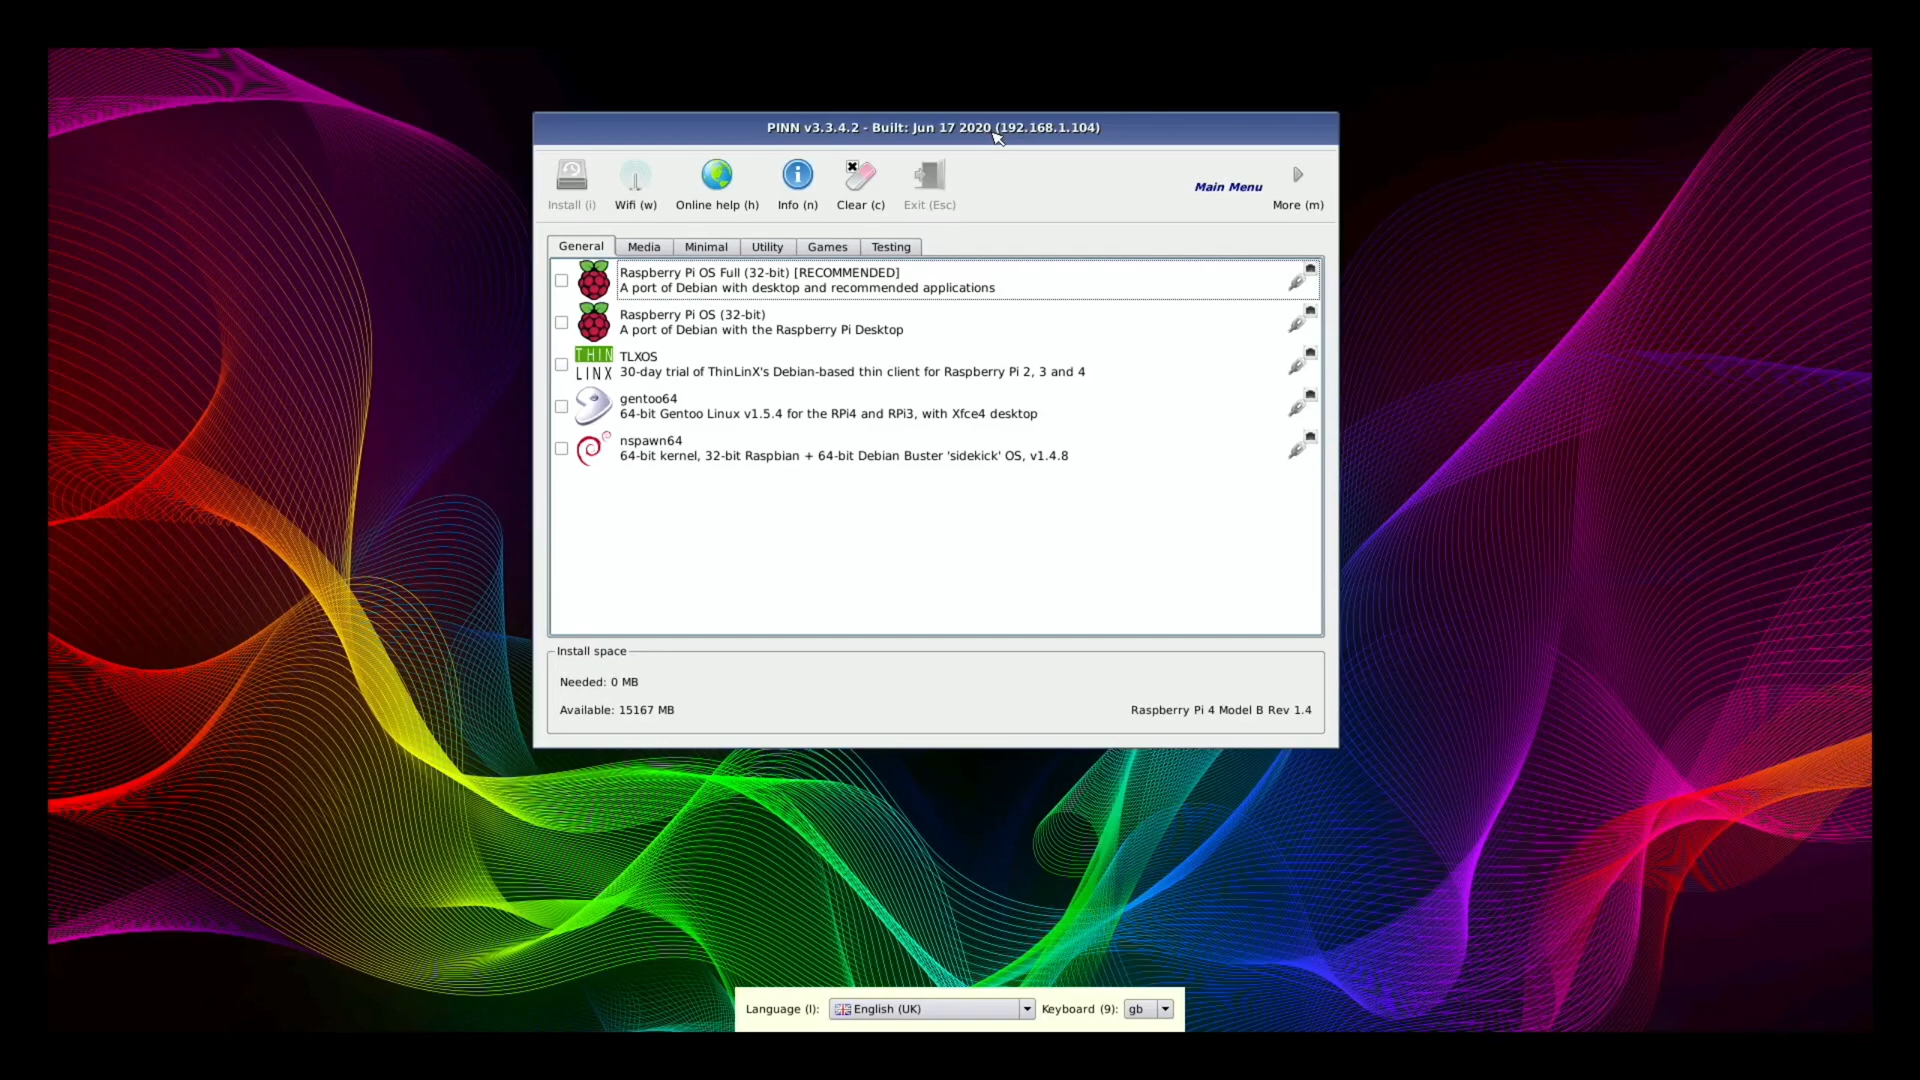 PINN v3.3.4.2 - Built: Jun 17 2020 (192.168.1.104)
Install (i)
Wifi (w)
Online help (h)
Info (n)
Clear (c)
Exit (Esc)
Main Menu
More (m)
General
Media
Minimal
Utility
Games
Testing
Raspberry Pi OS Full (32-bit) [RECOMMENDED]
A port of Debian with desktop and recommended applications
Raspberry Pi OS (32-bit)
A port of Debian with the Raspberry Pi Desktop
THIN
LINX
TLXOS
30-day trial of ThinLinX's Debian-based thin client for Raspberry Pi 2, 3 and 4
gentoo64
64-bit Gentoo Linux v1.5.4 for the RPi4 and RPi3, with Xfce4 desktop
nspawn64
64-bit kernel, 32-bit Raspbian + 64-bit Debian Buster 'sidekick' OS, v1.4.8
Install space
Needed: 0 MB
Available: 15167 MB
Raspberry Pi 4 Model B Rev 1.4
Language (l):
English (UK)
Keyboard (9):
gb